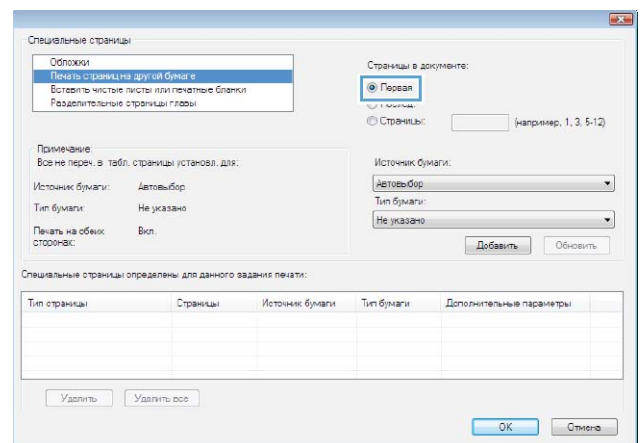 Специальные страницы
Обложки
Печать страниц на другой бумаге
Вставить чистые листы или печатные бланки
Разделительные страницы главы
Страницы в документе:
Первая
Страницы:
(например, 1, 3, 5-12)
Примечание:
Все не переч. в табл. страницы установл. для:
Источник бумаги: Автовыбор
Тип бумаги: Не указано
Печать на обеих сторонах: Вкл.
Источник бумаги:
Автовыбор
Тип бумаги:
Не указано
Добавить Обновить
Специальные страницы определены для данного задания печати:
Тип страницы Страницы Источник бумаги Тип бумаги Дополнительные параметры
Удалить Удалить все
OK Отмена